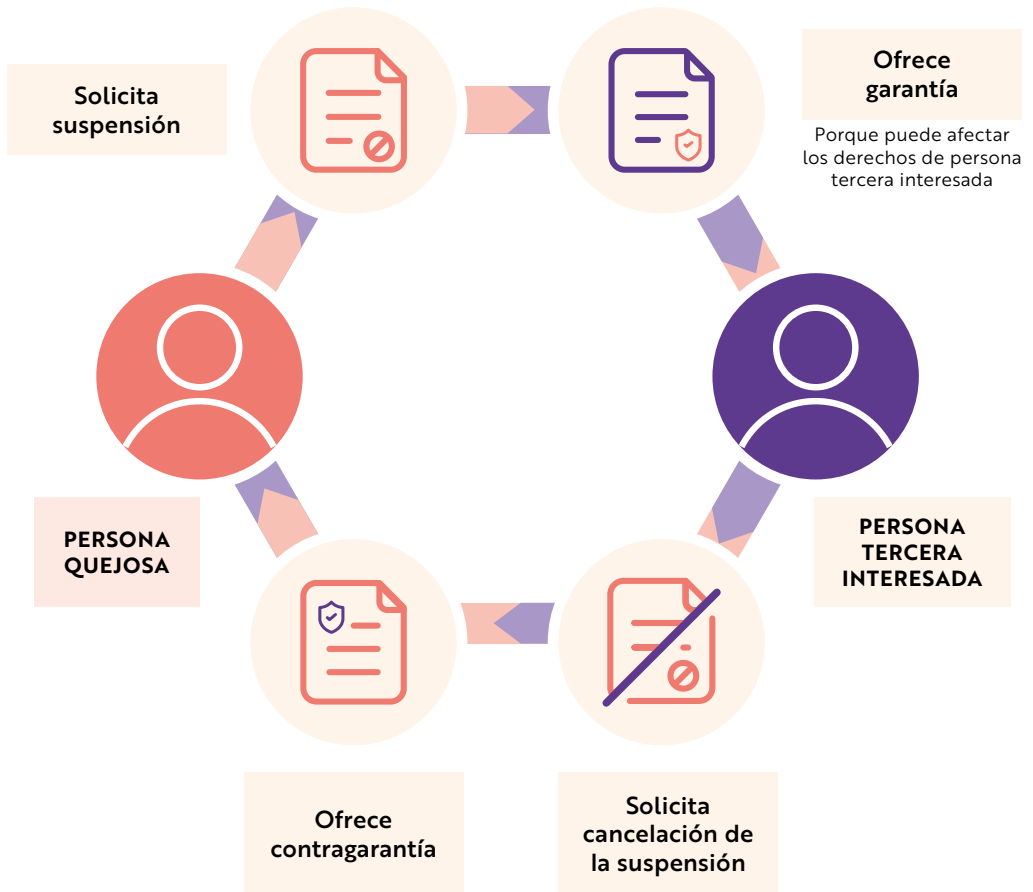 Solicita
suspensión
Ofrece
garantía
Porque puede afectar
los derechos de persona
tercera interesada
PERSONA
QUEJOSA
PERSONA
TERCERA
INTERESADA
Ofrece
contragarantía
Solicita
cancelación de
la suspensión